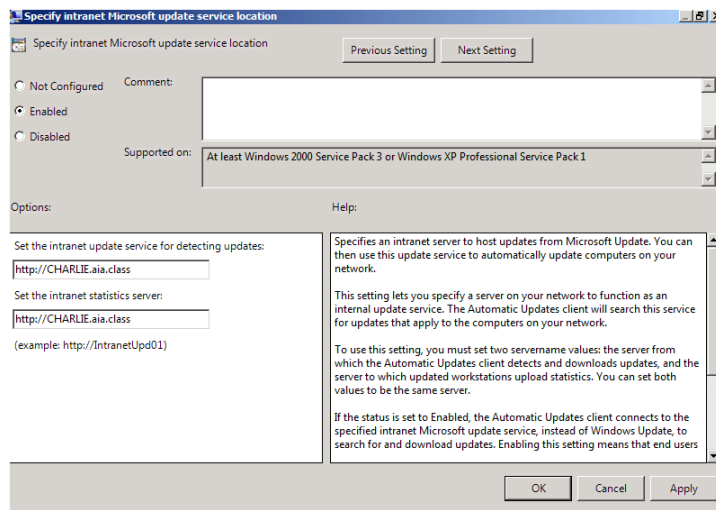 Specify intranet Microsoft update service location
Specify intranet Microsoft update service location
Previous Setting
Next Setting
Not Configured
Enabled
Disabled
Comment:
Supported on:
At least Windows 2000 Service Pack 3 or Windows XP Professional Service Pack 1
Options:
Help:
Set the intranet update service for detecting updates:
http://CHARLIE.aia.class
Set the intranet statistics server:
http://CHARLIE.aia.class
(example: http://IntranetUpd01)
Specifies an intranet server to host updates from Microsoft Update. You can
then use this update service to automatically update computers on your
network.
This setting lets you specify a server on your network to function as an
internal update service. The Automatic Updates client will search this service
for updates that apply to the computers on your network.
To use this setting, you must set two servername values: the server from
which the Automatic Updates client detects and downloads updates, and the
server to which updated workstations upload statistics. You can set both
values to be the same server.
If the status is set to Enabled, the Automatic Updates client connects to the
specified intranet Microsoft update service, instead of Windows Update, to
search for and download updates. Enabling this setting means that end users
OK
Cancel
Apply